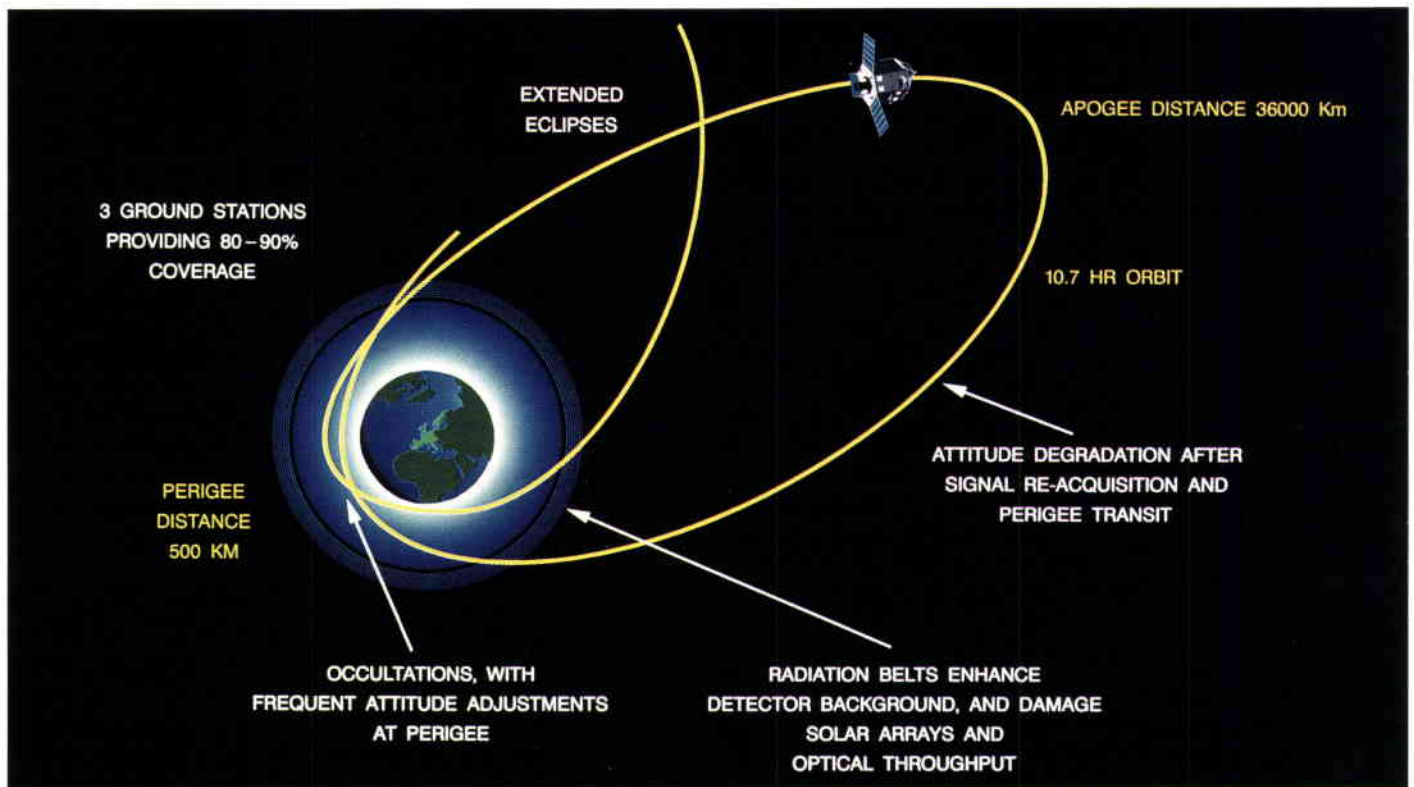 EXTENDED
ECLIPSES
APOGEE DISTANCE 36000 Km
3 GROUND STATIONS
PROVIDING 80–90%
COVERAGE
10.7 HR ORBIT
ATTITUDE DEGRADATION AFTER
SIGNAL RE-ACQUISITION AND
PERIGEE TRANSIT
PERIGEE
DISTANCE
500 KM
OCCULTATIONS, WITH
FREQUENT ATTITUDE ADJUSTMENTS
AT PERIGEE
RADIATION BELTS ENHANCE
DETECTOR BACKGROUND, AND DAMAGE
SOLAR ARRAYS AND
OPTICAL THROUGHPUT